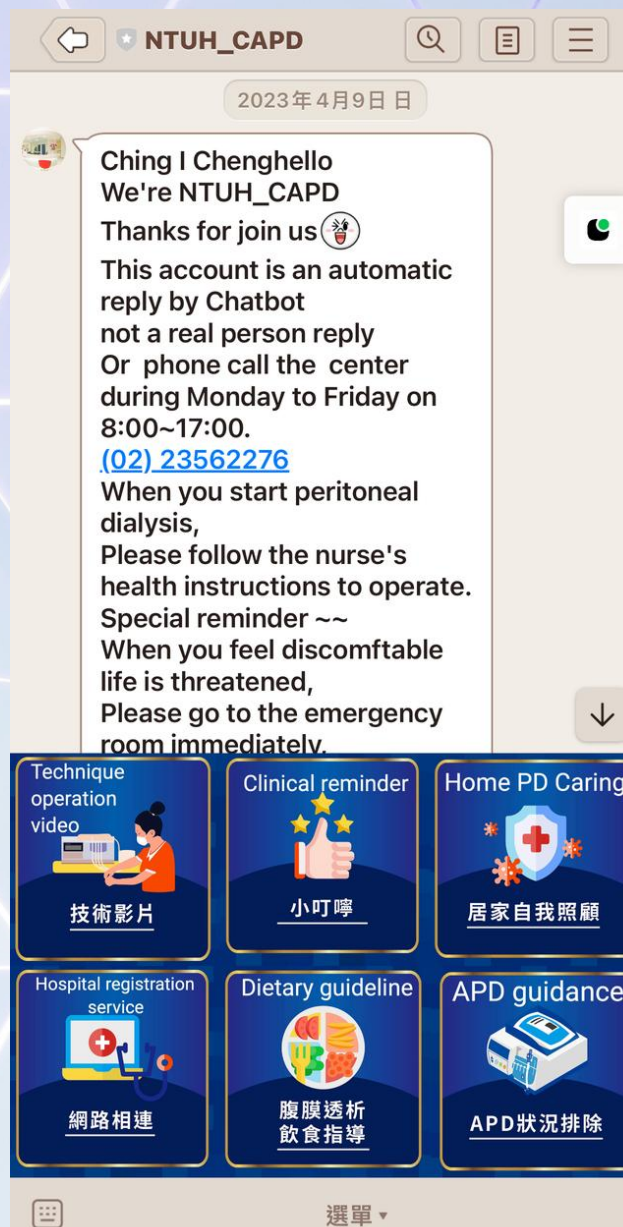 NTUH_CAPD
2023年4月9日 日
Ching I Chenghello
We're NTUH_CAPD
Thanks for join us
This account is an automatic
reply by Chatbot
not a real person reply
Or phone call the center
during Monday to Friday on
8:00~17:00.
(02) 23562276
When you start peritoneal
dialysis,
Please follow the nurse's
health instructions to operate.
Special reminder ~~
When you feel discomftable
life is threatened,
Please go to the emergency
room immediately.
Technique
operation
video
技術影片
Clinical reminder
小叮嚀
Home PD Caring
居家自我照顧
Hospital registration
service
網路相連
Dietary guideline
腹膜透析
飲食指導
APD guidance
APD狀況排除
選單